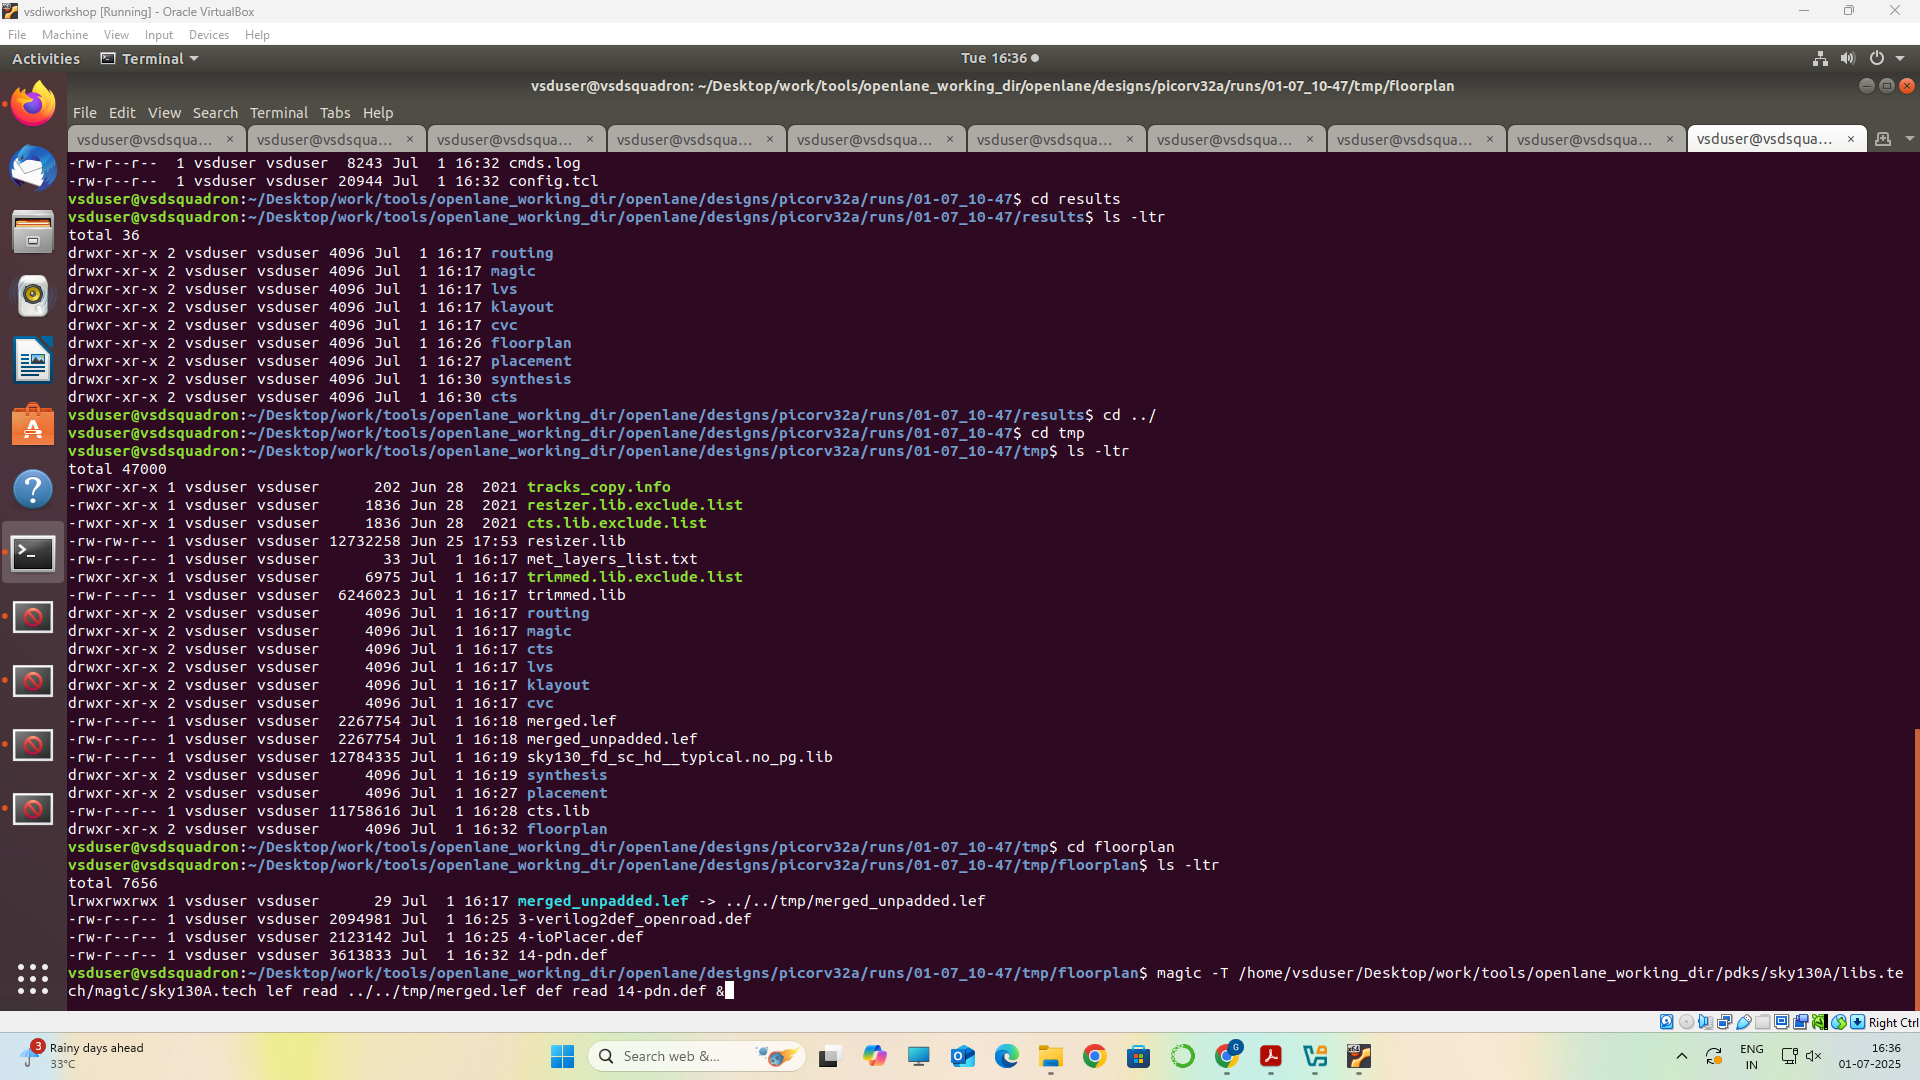 vsdiworkshop [Running] - Oracle VirtualBox
File Machine View Input Devices Help
Activities Terminal Tue 16:36
vsduser@vsdsquadron: ~/Desktop/work/tools/openlane_working_dir/openlane/designs/picorv32a/runs/01-07_10-47/tmp/floorplan
File Edit View Search Terminal Tabs Help
vsduser@vsdsqua... × vsduser@vsdsqua... × vsduser@vsdsqua... × vsduser@vsdsqua... × vsduser@vsdsqua... × vsduser@vsdsqua... × vsduser@vsdsqua... × vsduser@vsdsqua... × vsduser@vsdsqua... × vsduser@vsdsqua... ×
-rw-r--r--  1 vsduser vsduser  8243 Jul  1 16:32 cmds.log
-rw-r--r--  1 vsduser vsduser 20944 Jul  1 16:32 config.tcl
vsduser@vsdsquadron:~/Desktop/work/tools/openlane_working_dir/openlane/designs/picorv32a/runs/01-07_10-47$ cd results
vsduser@vsdsquadron:~/Desktop/work/tools/openlane_working_dir/openlane/designs/picorv32a/runs/01-07_10-47/results$ ls -ltr
total 36
drwxr-xr-x 2 vsduser vsduser 4096 Jul  1 16:17 routing
drwxr-xr-x 2 vsduser vsduser 4096 Jul  1 16:17 magic
drwxr-xr-x 2 vsduser vsduser 4096 Jul  1 16:17 lvs
drwxr-xr-x 2 vsduser vsduser 4096 Jul  1 16:17 klayout
drwxr-xr-x 2 vsduser vsduser 4096 Jul  1 16:17 cvc
drwxr-xr-x 2 vsduser vsduser 4096 Jul  1 16:26 floorplan
drwxr-xr-x 2 vsduser vsduser 4096 Jul  1 16:27 placement
drwxr-xr-x 2 vsduser vsduser 4096 Jul  1 16:30 synthesis
drwxr-xr-x 2 vsduser vsduser 4096 Jul  1 16:30 cts
vsduser@vsdsquadron:~/Desktop/work/tools/openlane_working_dir/openlane/designs/picorv32a/runs/01-07_10-47/results$ cd ../
vsduser@vsdsquadron:~/Desktop/work/tools/openlane_working_dir/openlane/designs/picorv32a/runs/01-07_10-47$ cd tmp
vsduser@vsdsquadron:~/Desktop/work/tools/openlane_working_dir/openlane/designs/picorv32a/runs/01-07_10-47/tmp$ ls -ltr
total 47000
-rwxr-xr-x 1 vsduser vsduser      202 Jun 28  2021 tracks_copy.info
-rwxr-xr-x 1 vsduser vsduser     1836 Jun 28  2021 resizer.lib.exclude.list
-rwxr-xr-x 1 vsduser vsduser     1836 Jun 28  2021 cts.lib.exclude.list
-rw-rw-r-- 1 vsduser vsduser 12732258 Jun 25 17:53 resizer.lib
-rw-r--r-- 1 vsduser vsduser       33 Jul  1 16:17 met_layers_list.txt
-rwxr-xr-x 1 vsduser vsduser     6975 Jul  1 16:17 trimmed.lib.exclude.list
-rw-r--r-- 1 vsduser vsduser  6246023 Jul  1 16:17 trimmed.lib
drwxr-xr-x 2 vsduser vsduser     4096 Jul  1 16:17 routing
drwxr-xr-x 2 vsduser vsduser     4096 Jul  1 16:17 magic
drwxr-xr-x 2 vsduser vsduser     4096 Jul  1 16:17 cts
drwxr-xr-x 2 vsduser vsduser     4096 Jul  1 16:17 lvs
drwxr-xr-x 2 vsduser vsduser     4096 Jul  1 16:17 klayout
drwxr-xr-x 2 vsduser vsduser     4096 Jul  1 16:17 cvc
-rw-r--r-- 1 vsduser vsduser  2267754 Jul  1 16:18 merged.lef
-rw-r--r-- 1 vsduser vsduser  2267754 Jul  1 16:18 merged_unpadded.lef
-rw-r--r-- 1 vsduser vsduser 12784335 Jul  1 16:19 sky130_fd_sc_hd__typical.no_pg.lib
drwxr-xr-x 2 vsduser vsduser     4096 Jul  1 16:19 synthesis
drwxr-xr-x 2 vsduser vsduser     4096 Jul  1 16:27 placement
-rw-r--r-- 1 vsduser vsduser 11758616 Jul  1 16:28 cts.lib
drwxr-xr-x 2 vsduser vsduser     4096 Jul  1 16:32 floorplan
vsduser@vsdsquadron:~/Desktop/work/tools/openlane_working_dir/openlane/designs/picorv32a/runs/01-07_10-47/tmp$ cd floorplan
vsduser@vsdsquadron:~/Desktop/work/tools/openlane_working_dir/openlane/designs/picorv32a/runs/01-07_10-47/tmp/floorplan$ ls -ltr
total 7656
lrwxrwxrwx 1 vsduser vsduser      29 Jul  1 16:17 merged_unpadded.lef -> ../../tmp/merged_unpadded.lef
-rw-r--r-- 1 vsduser vsduser 2094981 Jul  1 16:25 3-verilog2def_openroad.def
-rw-r--r-- 1 vsduser vsduser 2123142 Jul  1 16:25 4-ioPlacer.def
-rw-r--r-- 1 vsduser vsduser 3613833 Jul  1 16:32 14-pdn.def
vsduser@vsdsquadron:~/Desktop/work/tools/openlane_working_dir/openlane/designs/picorv32a/runs/01-07_10-47/tmp/floorplan$ magic -T /home/vsduser/Desktop/work/tools/openlane_working_dir/pdks/sky130A/libs.te
ch/magic/sky130A.tech lef read ../../tmp/merged.lef def read 14-pdn.def &
Right Ctrl
3 Rainy days ahead
33°C
Search web &...
G
ENG
IN
16:36
01-07-2025